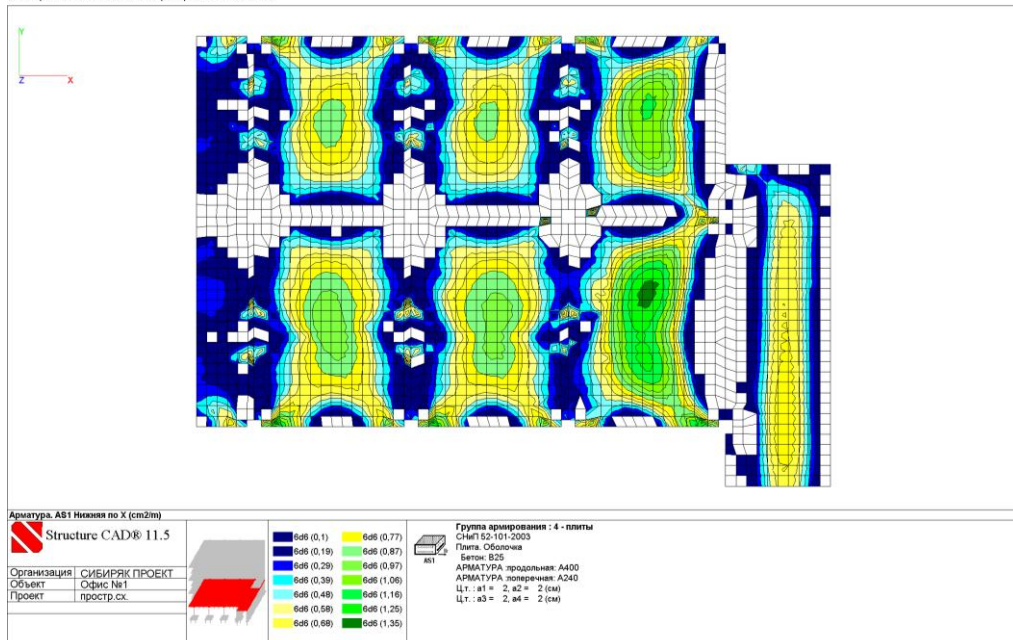 Y
Z
X
Арматура. AS1 Нижняя по X (cm2/m)
Structure CAD® 11.5
Организация СИБИРЯК ПРОЕКТ
Объект Офис №1
Проект простр.сх.
6d6 (0,1) 6d6 (0,77)
6d6 (0,19) 6d6 (0,87)
6d6 (0,29) 6d6 (0,97)
6d6 (0,39) 6d6 (1,06)
6d6 (0,48) 6d6 (1,16)
6d6 (0,58) 6d6 (1,25)
6d6 (0,68) 6d6 (1,35)
AS1
Группа армирования : 4 - плиты
СНиП 52-101-2003
Плита. Оболочка
Бетон: B25
АРМАТУРА продольная: A400
АРМАТУРА поперечная: A240
Ц.т. : a1 = 2, a2 = 2 (см)
Ц.т. : a3 = 2, a4 = 2 (см)